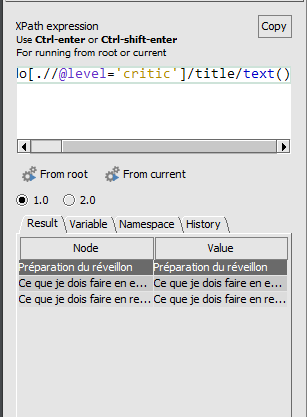 XPath expression
Copy
Use Ctrl-enter or Ctrl-shift-enter
For running from root or current
do[.//@level='critic']/title/text()
From root From current
1.0 2.0
Result Variable Namespace History
Node Value
Préparation du réveillon Préparation du réveillon
Ce que je dois faire en e... Ce que je dois faire en e...
Ce que je dois faire en re... Ce que je dois faire en re...